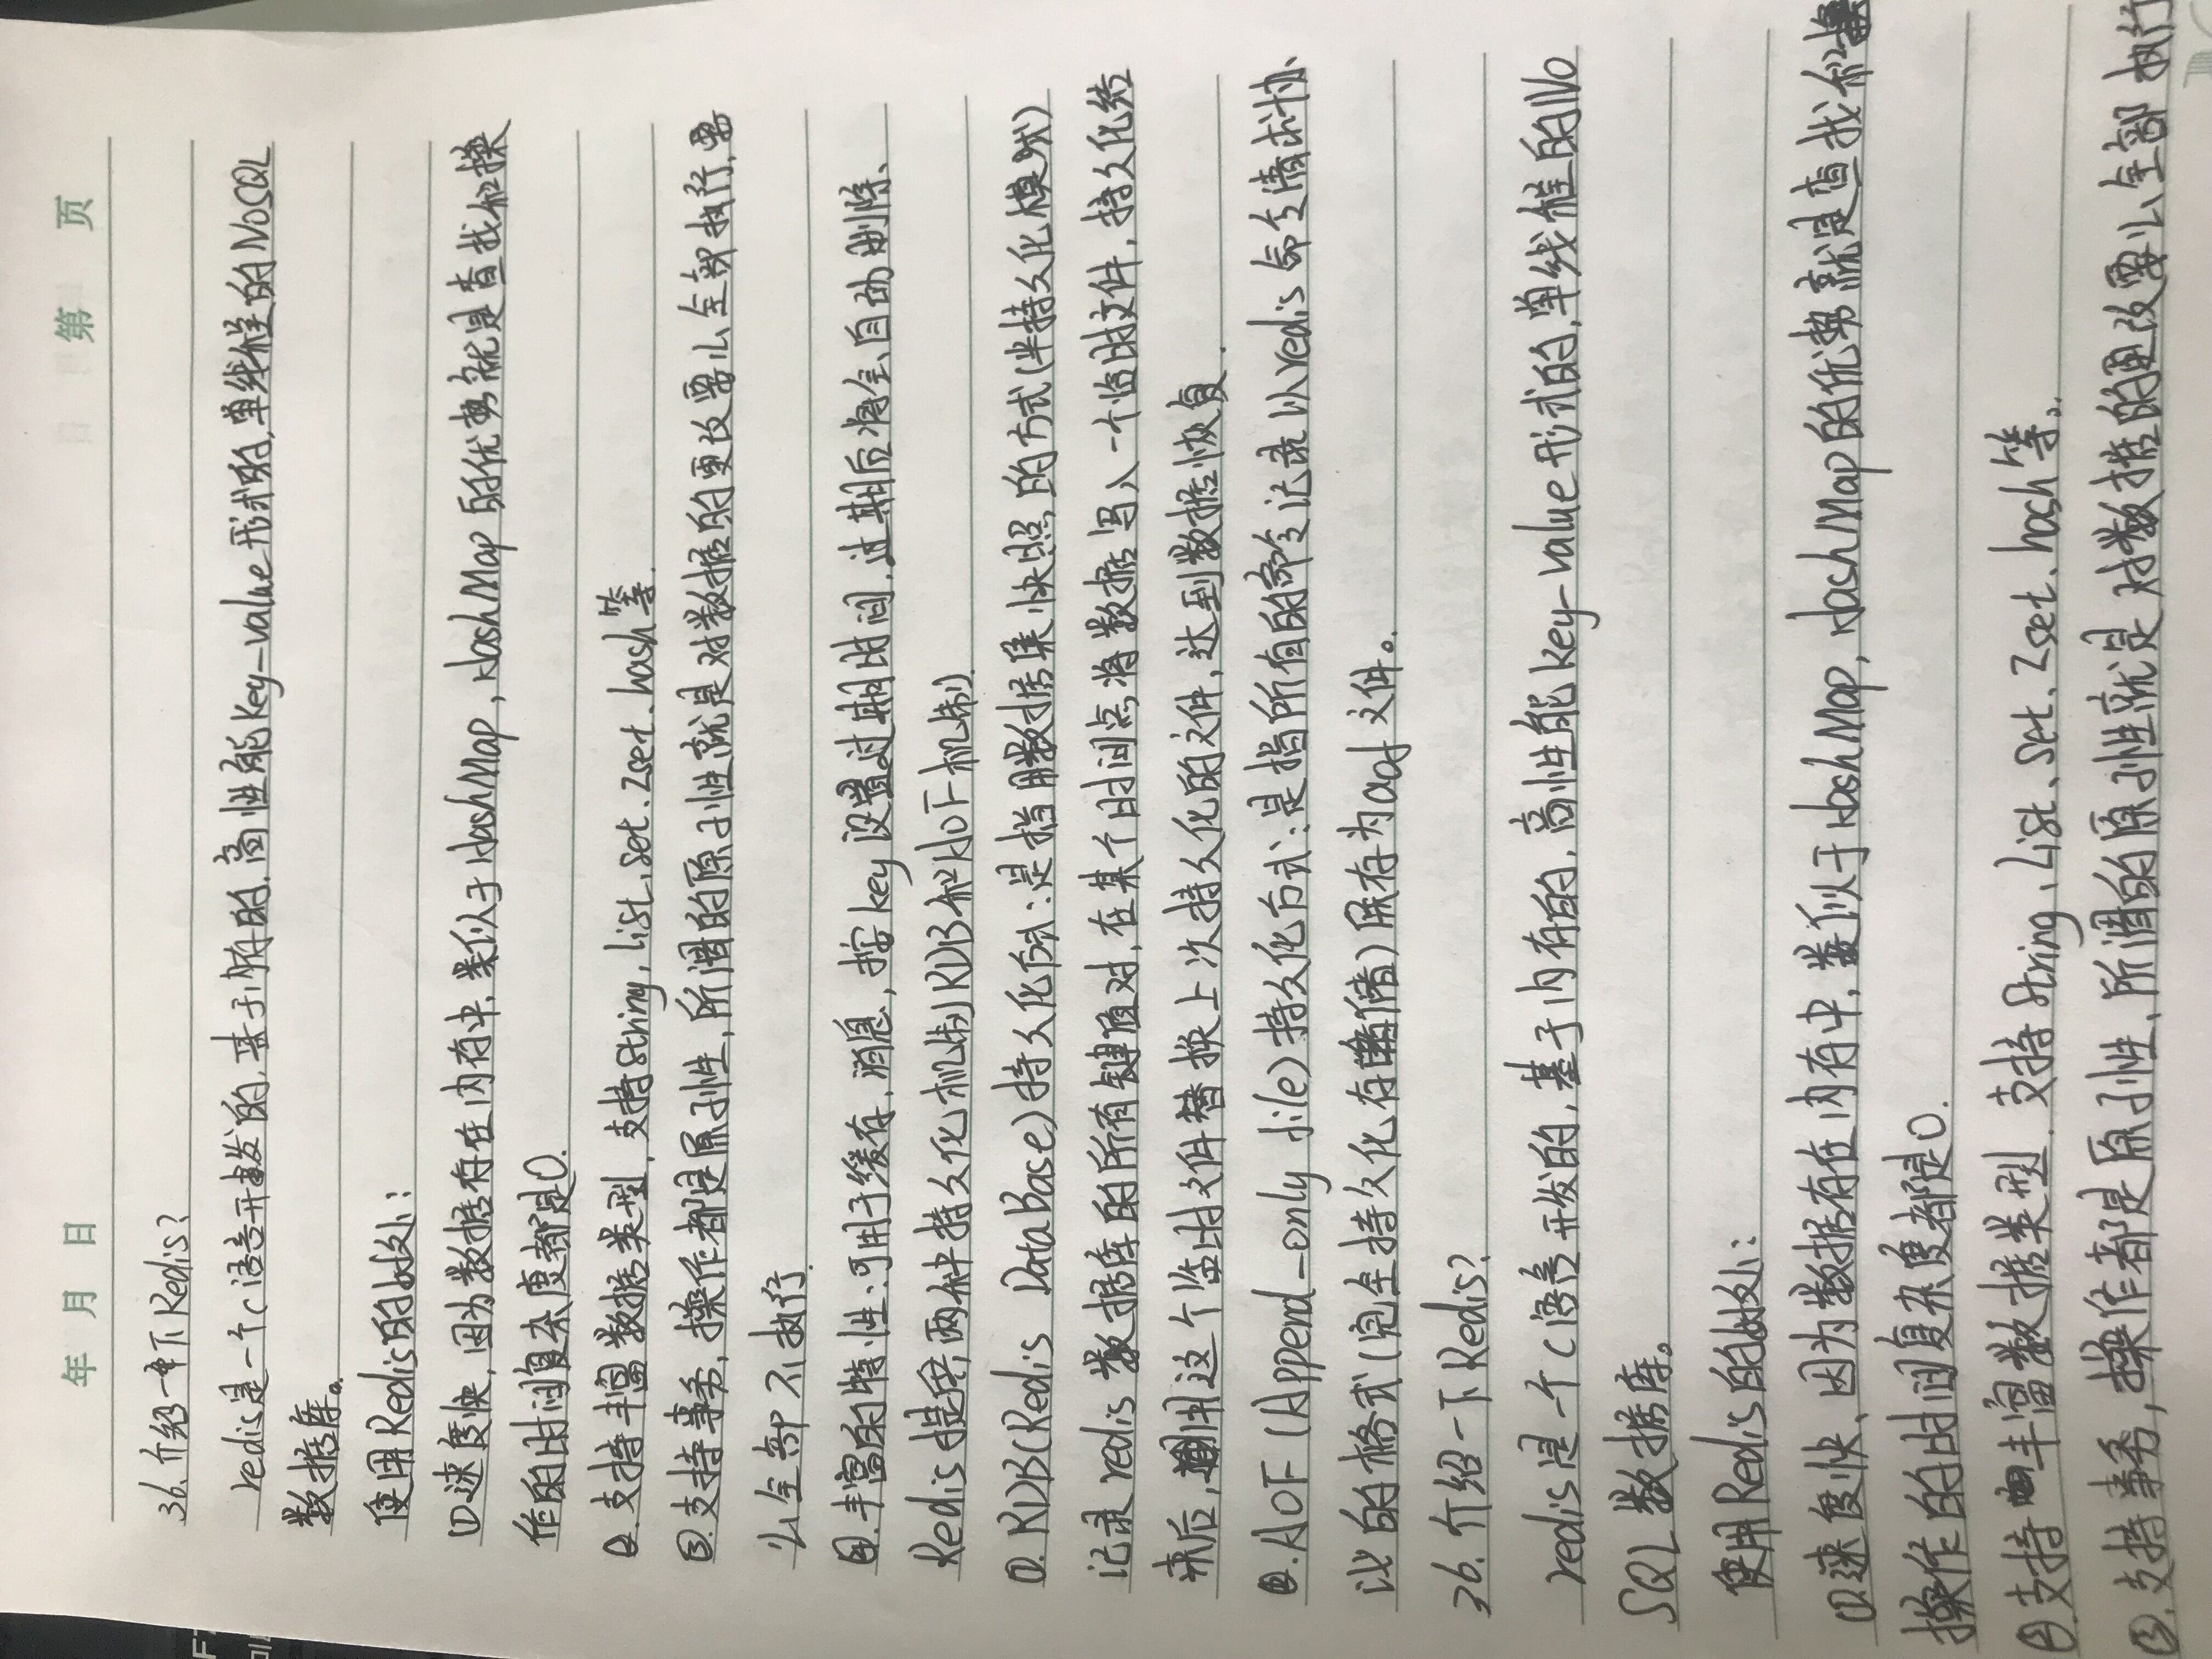 年 月 日 第 页
36、介绍一下Redis?
redis是一个C语言开发的,基于内存的,高性能key-value形式的,单线程的NoSQL
数据库。
使用Redis的好处:
①速度快,因为数据存在内存中,类似于HashMap,HashMap的优势就是查找和操
作的时间复杂度都是O.
②.支持丰富数据类型,支持string,list,set、zset、hash等.
③.支持事务,操作都是原子性,所谓的原子性就是对数据的更改要么全部执行,要
么全部不执行.
④.丰富的特性:可用于缓存,消息,按key设置过期时间,过期后将会自动删除、
Redis提供两种持久化机制RDB和AOF机制.
①.RDB(Redis DataBase)持久化方式:是指用数据集快照的方式(半持久化模式)
记录redis数据库的所有键值对,在某个时间点将数据写入一个临时文件,持久化结
束后,用这个临时文件替换上次持久化的文件,达到数据恢复.
②.AOF(Append-only file)持久化方式:是指所有的命令记录以redis命令请求协
议的格式(完全持久化存储)保存为aof文件。
36、介绍一下Redis?
redis是一个C语言开发的,基于内存的,高性能key-value形式的,单线程的No
SQL数据库。
使用Redis的好处:
①.速度快、因为数据存在内存中,类似于HashMap,HashMap的优势就是查找和
操作的时间复杂度都是O.
②.支持丰富数据类型.支持string、list、set、zset、hash等.
③.支持事务,操作都是原子性、所谓的原子性就是对数据的更改要么全部执行